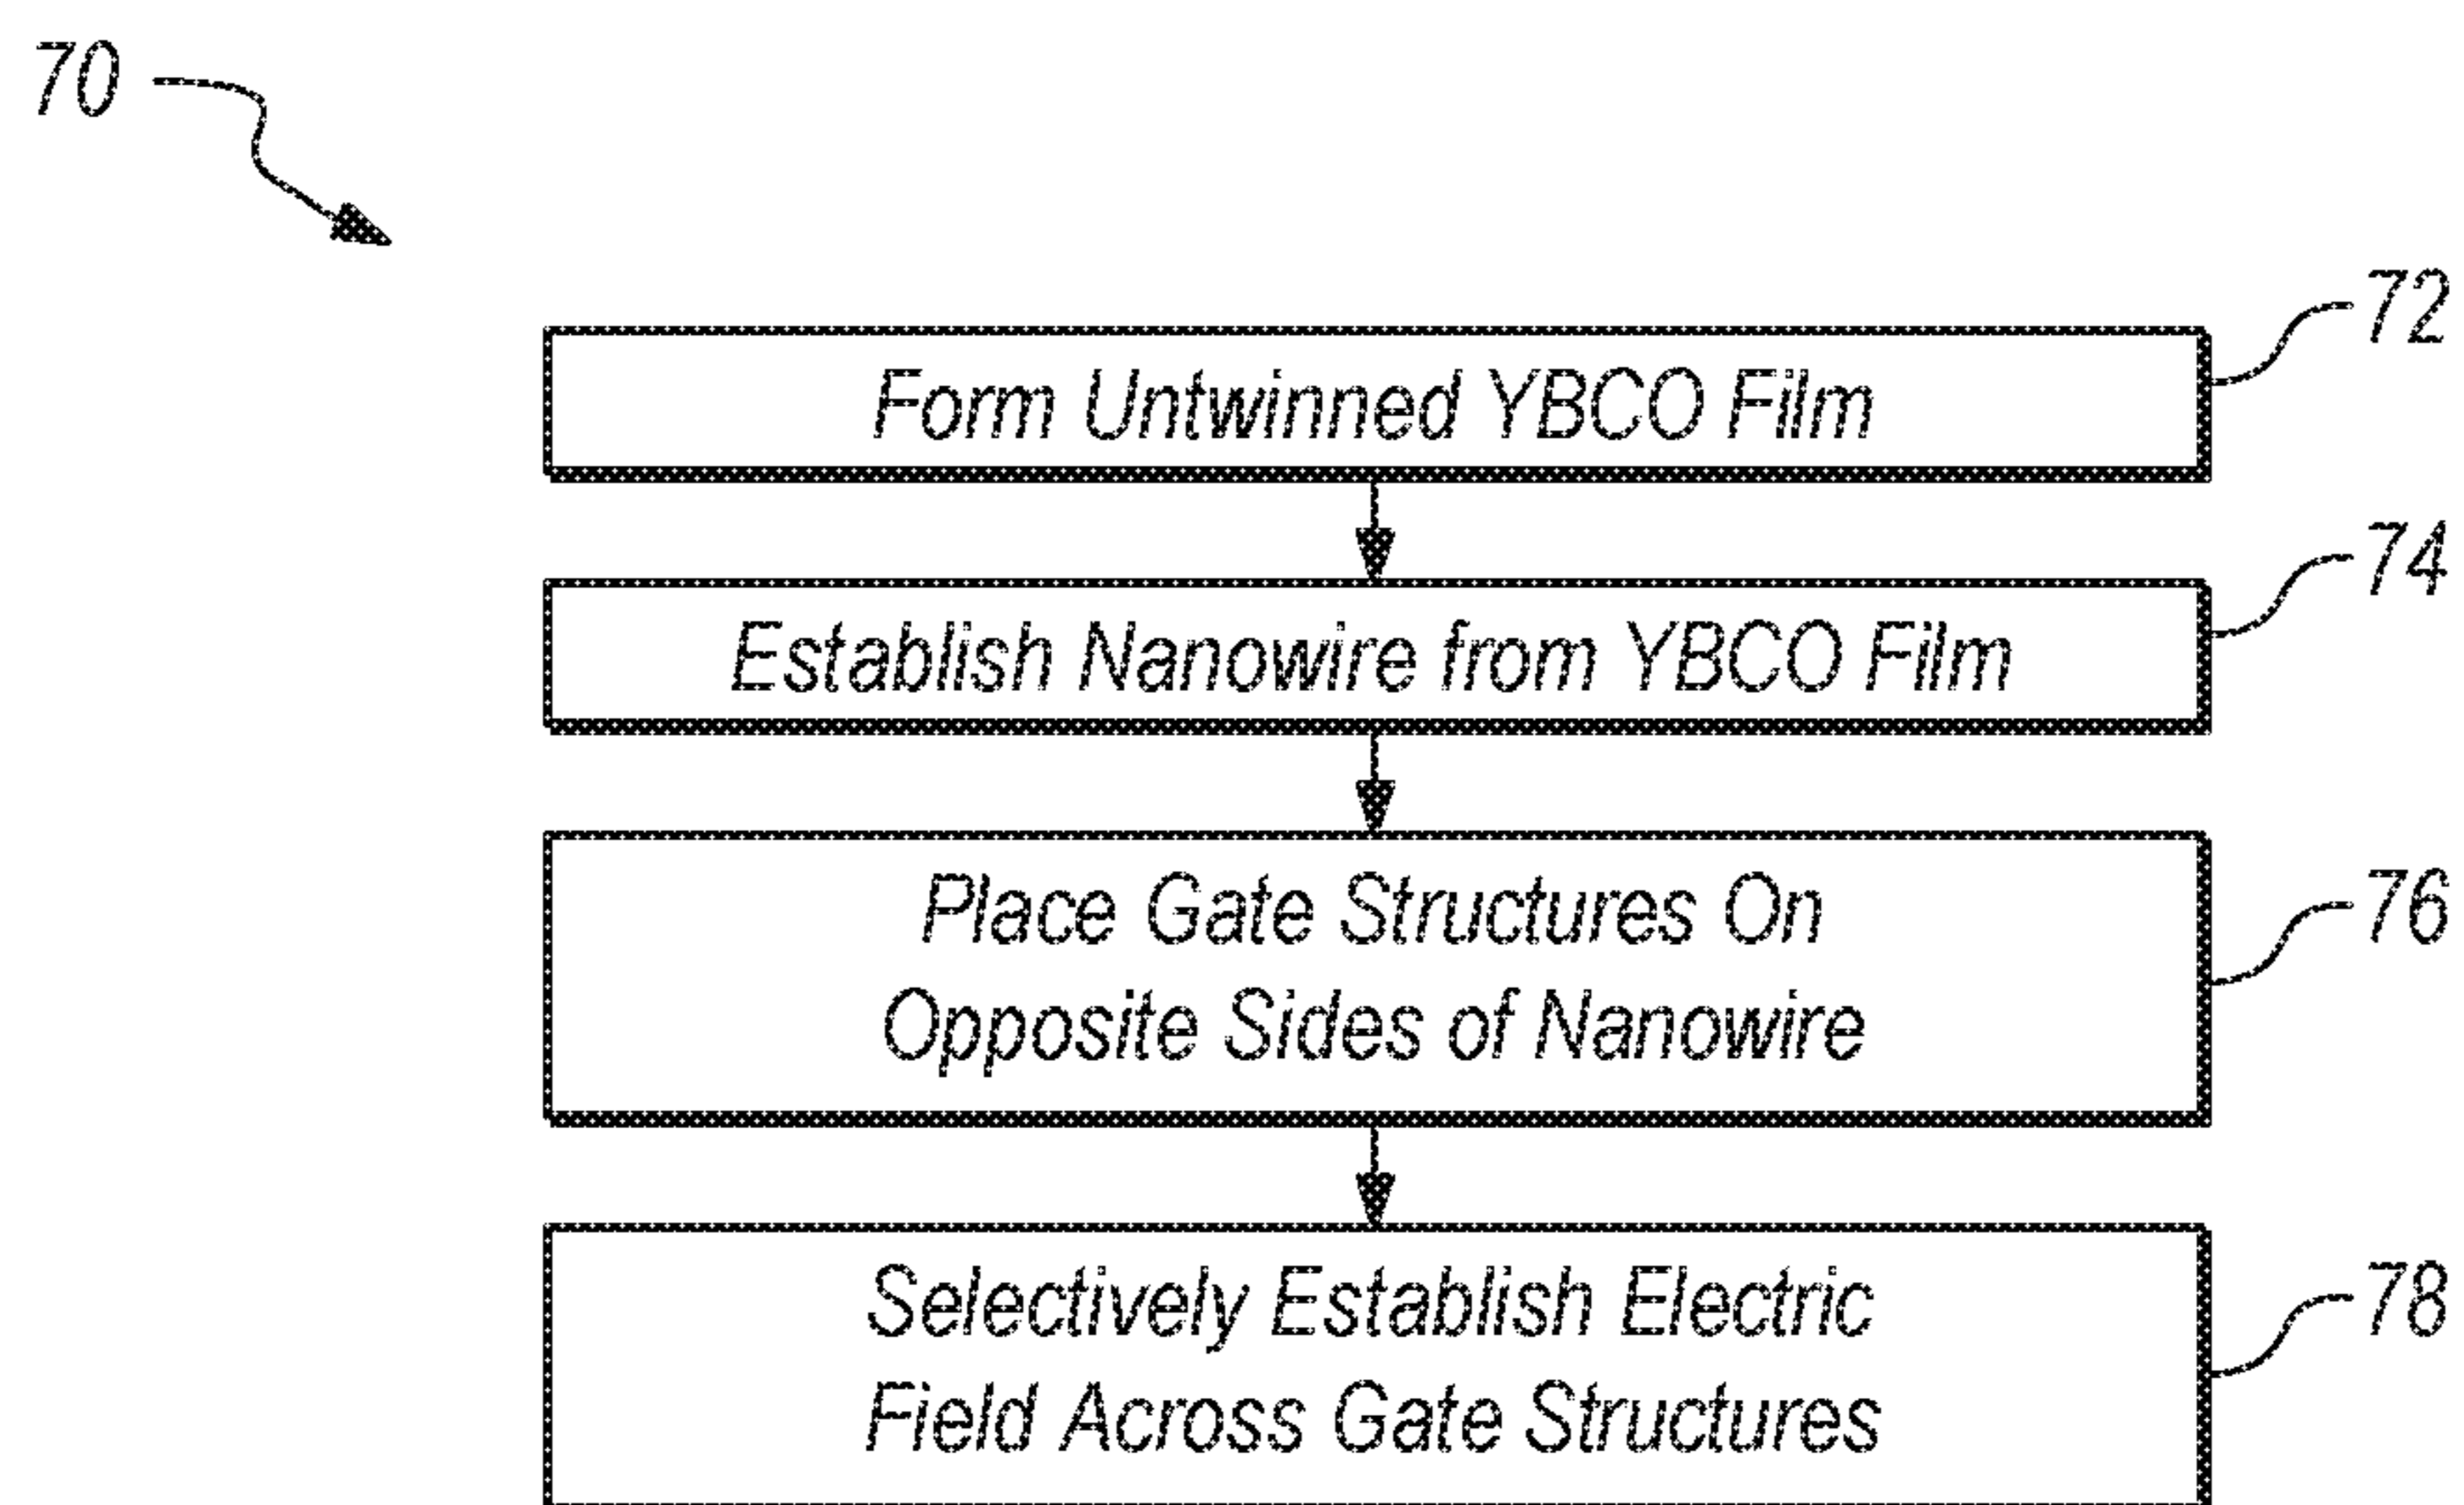 70
72
Form Untwinned YBCO Film
74
Establish Nanowire from YBCO Film
Place Gate Structures On
76
Opposite Sides of Nanowire
Selectively Establish Electric
78
Field Across Gate Structures